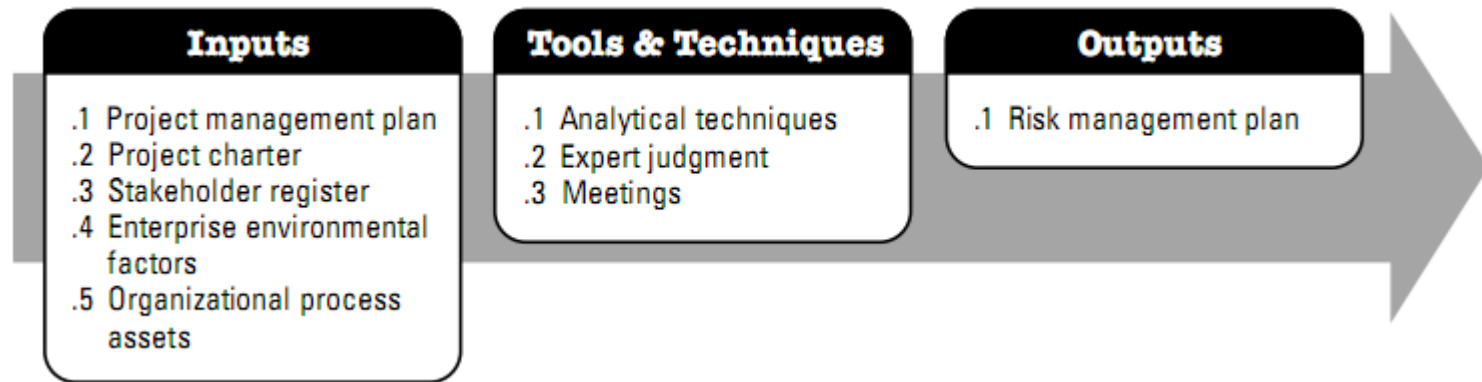 Inputs
.1 Project management plan
.2 Project charter
.3 Stakeholder register
.4 Enterprise environmental
factors
.5 Organizational process
assets
Tools & Techniques
.1 Analytical techniques
.2 Expert judgment
.3 Meetings
Outputs
.1 Risk management plan